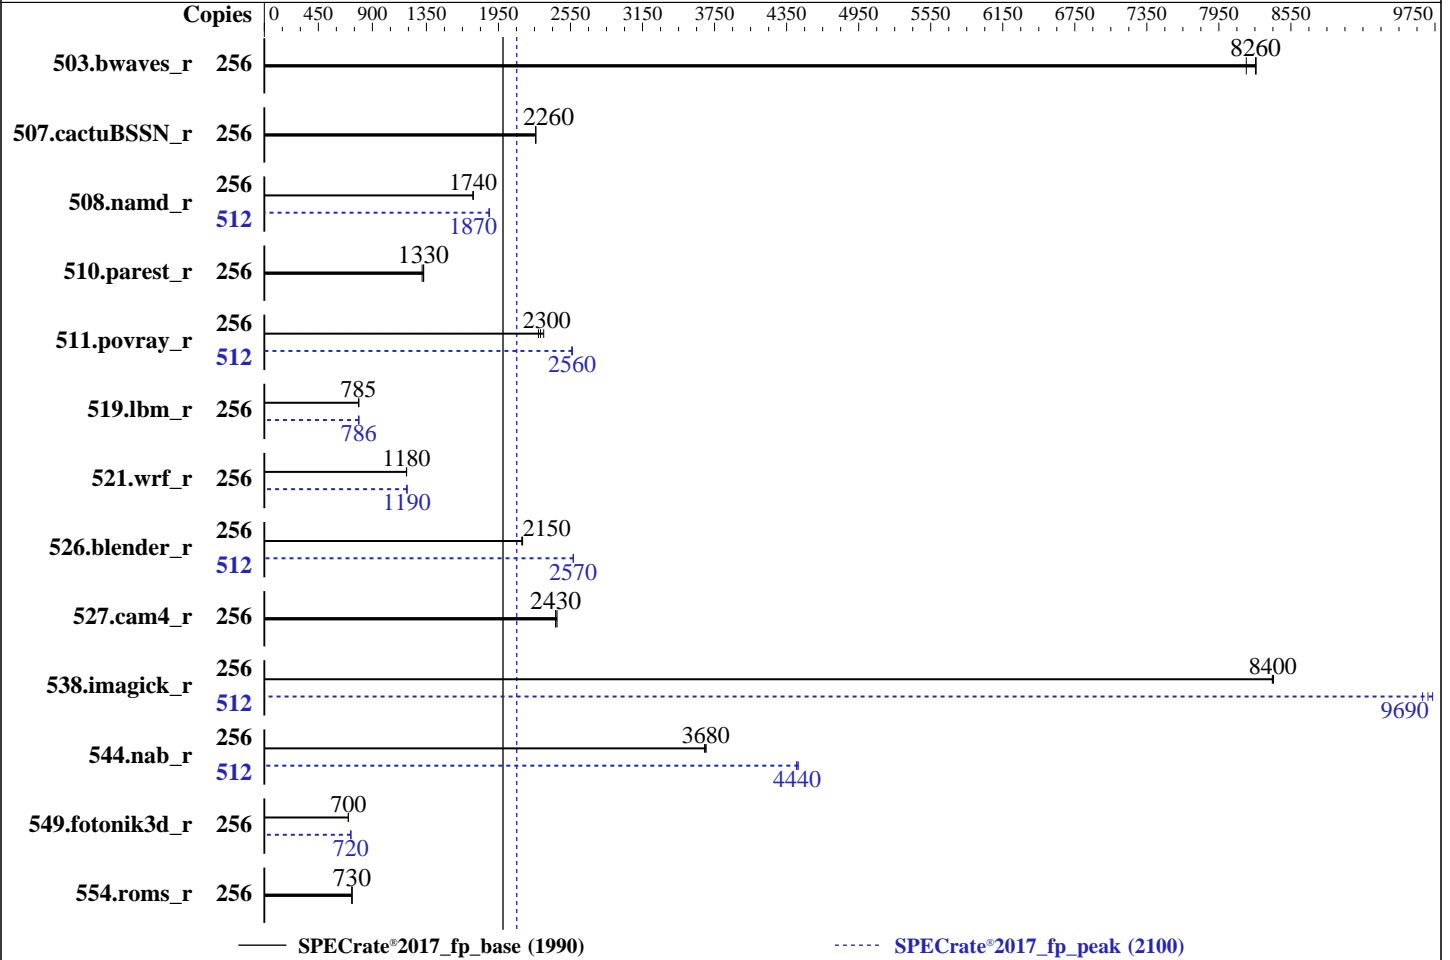 Copies 0 450 900 1350 1950 2550 3150 3750 4350 4950 5550 6150 6750 7350 7950 8550 9750
503.bwaves_r 256 8260
507.cactuBSSN_r 256 2260
508.namd_r 256 1740
512 1870
510.parest_r 256 1330
511.povray_r 256 2300
512 2560
519.lbm_r 256 785
786
521.wrf_r 256 1180
1190
526.blender_r 256 2150
512 2570
527.cam4_r 256 2430
538.imagick_r 256 8400
512 9690
544.nab_r 256 3680
512 4440
549.fotonik3d_r 256 700
720
554.roms_r 256 730
SPECrate®2017_fp_base (1990) SPECrate®2017_fp_peak (2100)